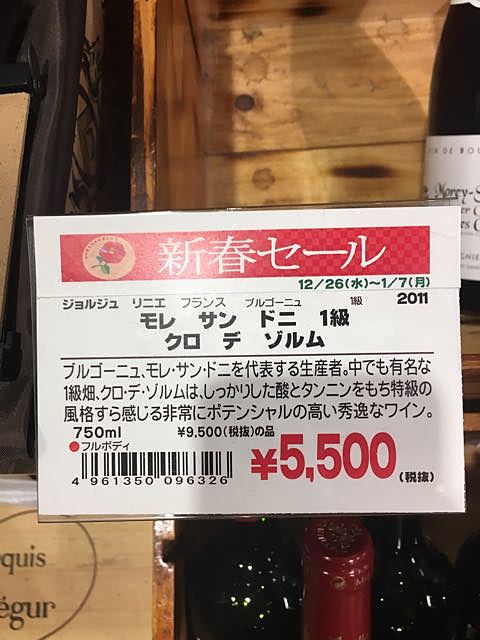 新春セール
12/26(水)~1/7(月)
ジョルジュ リニエ フランス ブルゴーニュ 1級 2011
モレ サン ドニ 1級
クロ デ ゾルム
ブルゴーニュ、モレ・サン・ドニを代表する生産者。中でも有名な
1級畑、クロ・デ・ゾルムは、しっかりした酸とタンニンをもち特級の
風格すら感じる非常にポテンシャルの高い秀逸なワイン。
750ml ¥9,500(税抜)の品
フルボディ
¥5,500(税抜)
4 961350 096326
VIN DE BOU
Morey-S
quis
égur